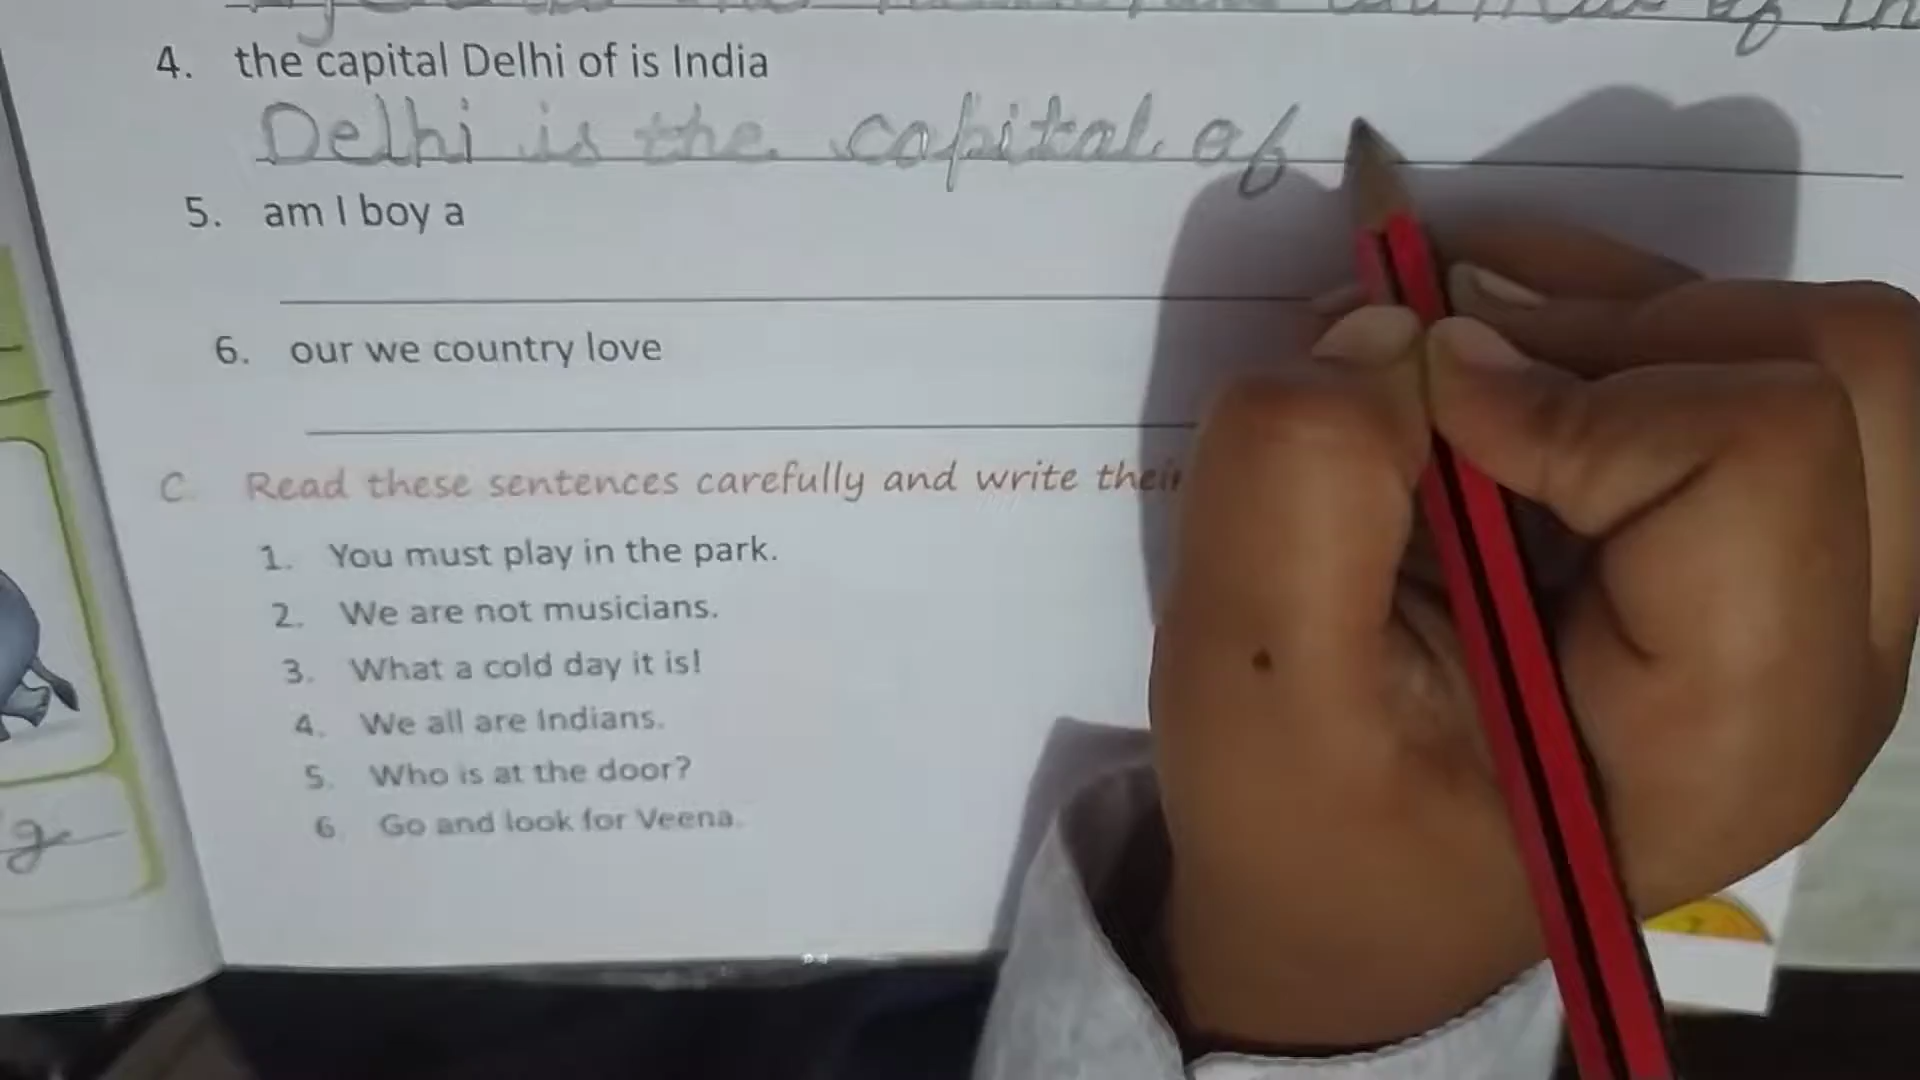 4. the capital Delhi of is India
Delhi is the capital of
5. am I boy a
6. our we country love
C. Read these sentences carefully and write their
1. You must play in the park.
2. We are not musicians.
3. What a cold day it is!
4. We all are Indians.
5. Who is at the door?
6. Go and look for Veena.
g